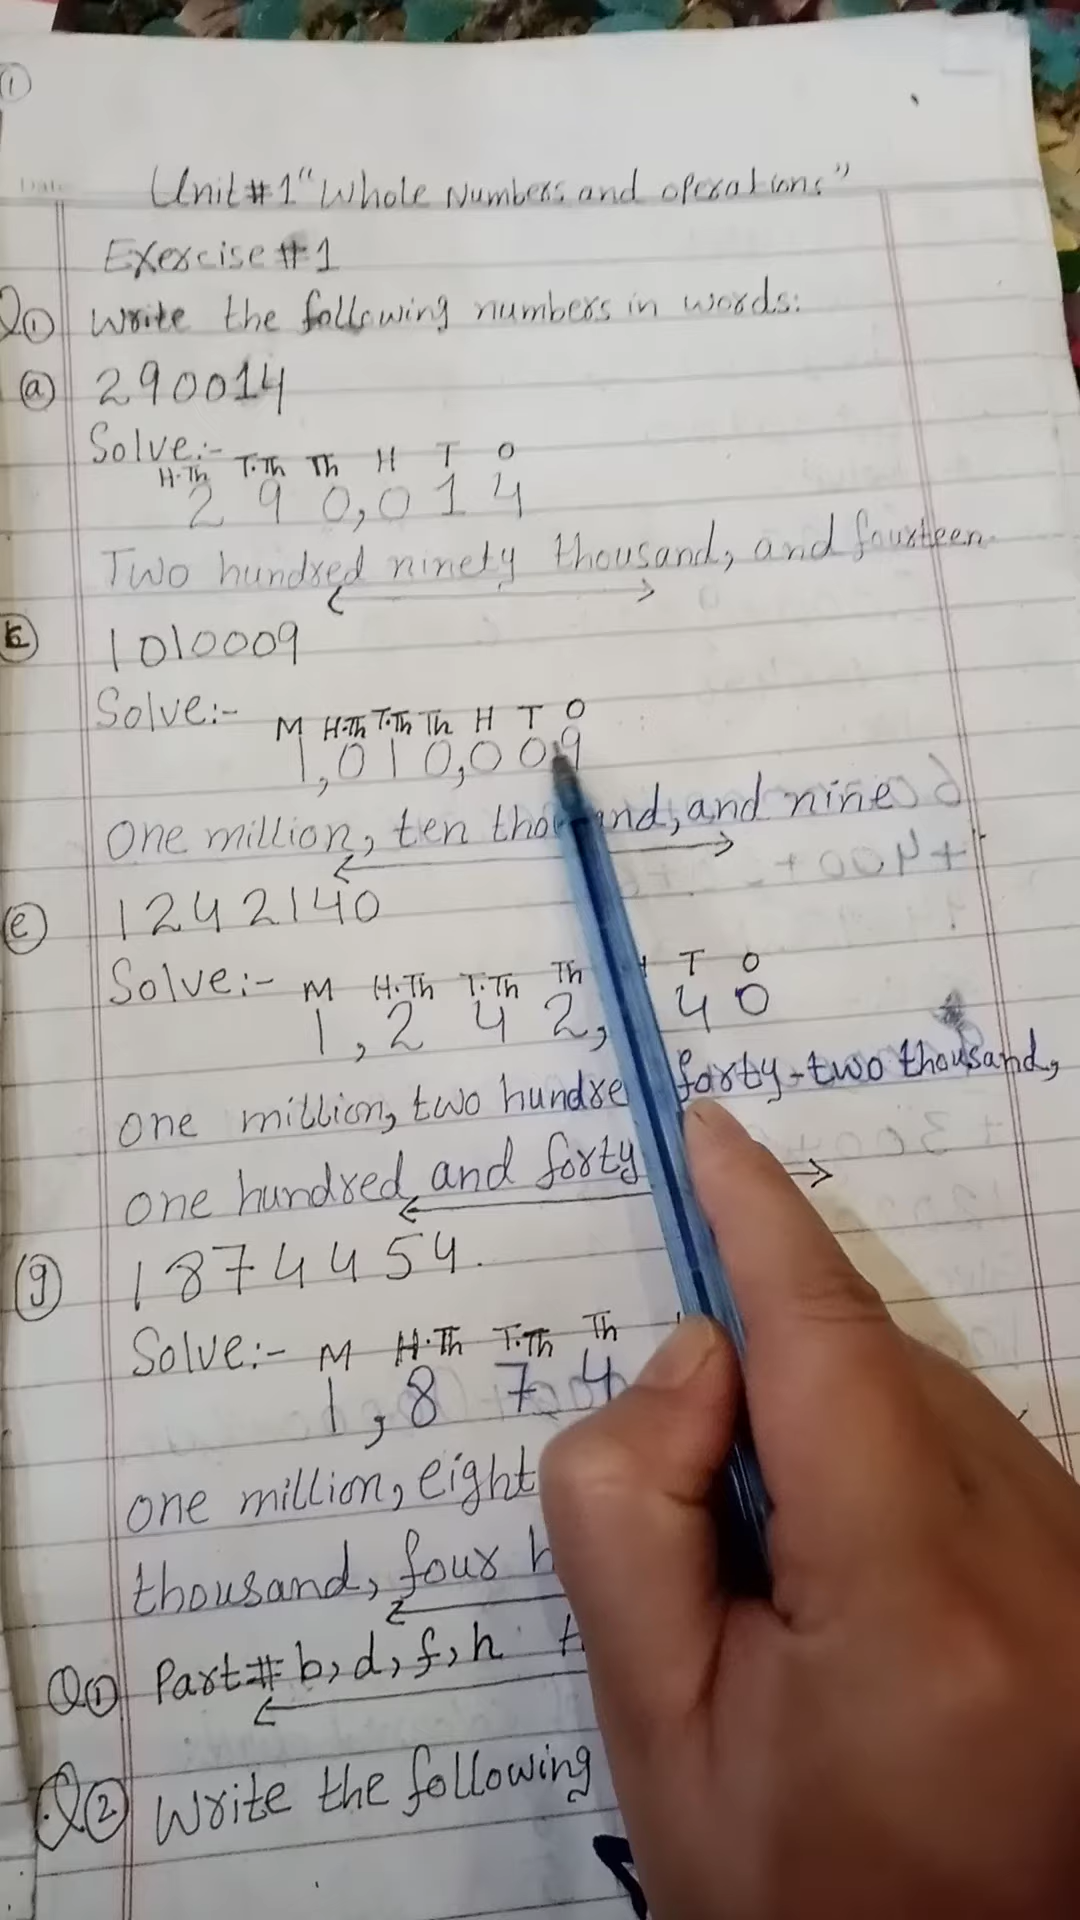 1
Date
Unit #1 "Whole Numbers and operations"
Exercise #1
Q1 Write the following numbers in words:
a 290014
Solve:-
H.Th T.Th Th H T O
2 9 0,0 1 4
Two hundred ninety thousand, and fourteen.
1010009
Solve:-
M H.Th T.Th Th H T O
1,0 1 0,0 0 9
One million, ten and, and nine
e 1242140
Solve:- M H.Th T.Th Th T O
1, 2 4 2, 4 0
one million, two forty-two thousand,
one hundred and forty
g 1874454.
Solve:- M H.Th T.Th Th
1, 8 7 4
one million, eight
thousand, four
Q1 Part# b, d, f, h
Q2 Write the following